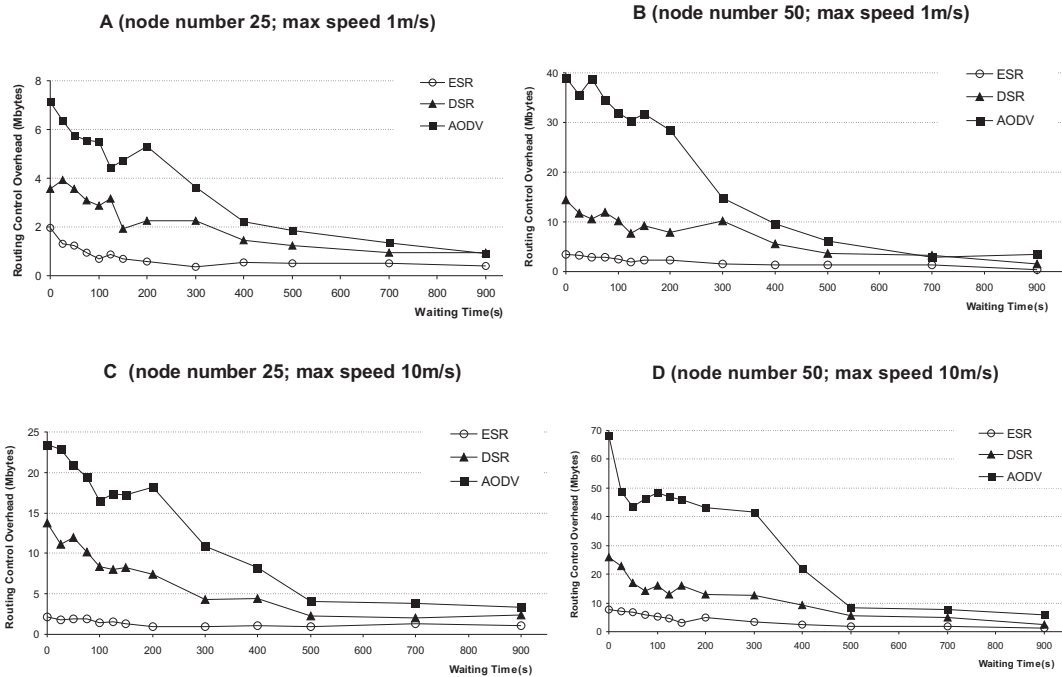 A (node number 25; max speed 1m/s)
Routing Control Overhead (Mbytes)
8
6
4
2
0
0 100 200 300 400 500 600 700 800 900
Waiting Time(s)
ESR
DSR
AODV
B (node number 50; max speed 1m/s)
Routing Control Overhead (Mbytes)
40
30
20
10
0
0 100 200 300 400 500 600 700 800 900
Waiting Time(s)
ESR
DSR
AODV
C (node number 25; max speed 10m/s)
Routing Control Overhead (Mbytes)
25
20
15
10
5
0
0 100 200 300 400 500 600 700 800 900
Waiting Time(s)
ESR
DSR
AODV
D (node number 50; max speed 10m/s)
Routing Control Overhead (Mbytes)
70
60
50
40
30
20
10
0
0 100 200 300 400 500 600 700 800 900
Waiting Time(s)
ESR
DSR
AODV